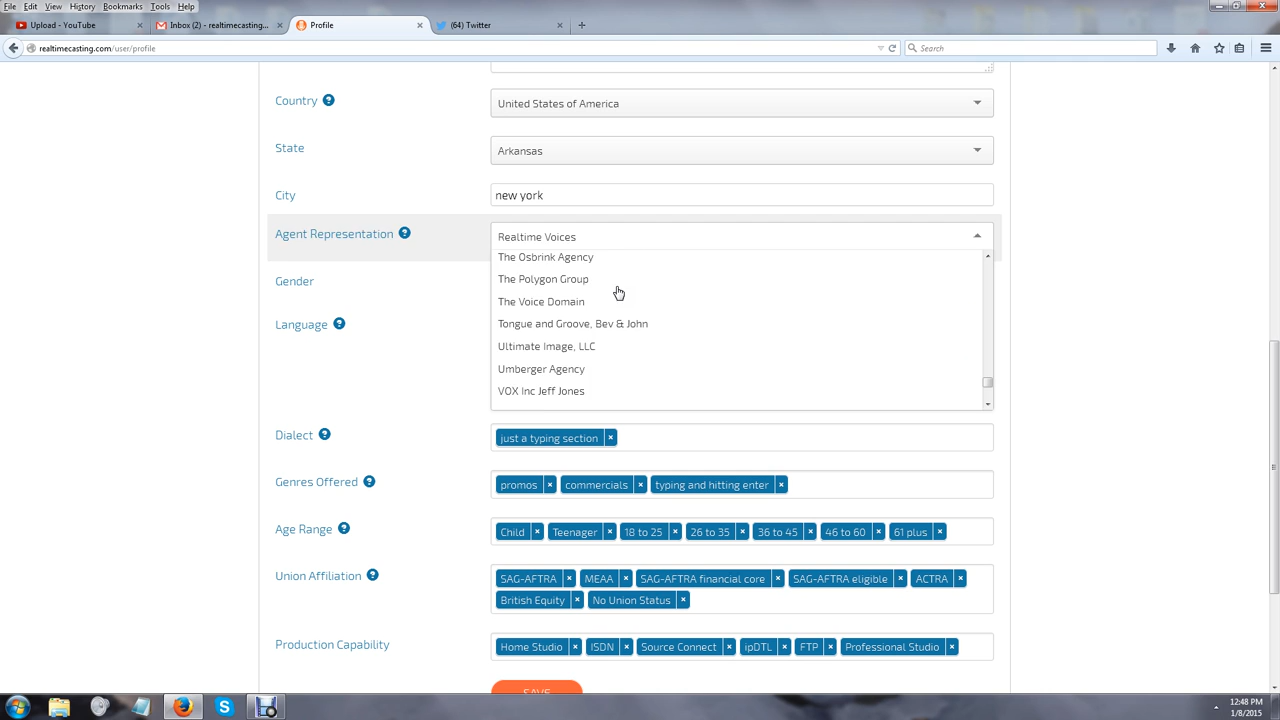 File Edit View History Bookmarks Tools Help
Upload - YouTube × Inbox (2) - realtimecasting... × Profile × (64) Twitter × +
realtimecasting.com/user/profile Search
Country ? United States of America
State Arkansas
City new york
Agent Representation ? Realtime Voices
The Osbrink Agency
The Polygon Group
Gender
The Voice Domain
Language ? Tongue and Groove, Bev & John
Ultimate Image, LLC
Umberger Agency
VOX Inc Jeff Jones
Dialect ? just a typing section ×
Genres Offered ? promos × commercials × typing and hitting enter ×
Age Range ? Child × Teenager × 18 to 25 × 26 to 35 × 36 to 45 × 46 to 60 × 61 plus ×
Union Affiliation ? SAG-AFTRA × MEAA × SAG-AFTRA financial core × SAG-AFTRA eligible × ACTRA ×
British Equity × No Union Status ×
Production Capability Home Studio × ISDN × Source Connect × ipDTL × FTP × Professional Studio ×
SAVE
12:48 PM
1/8/2015